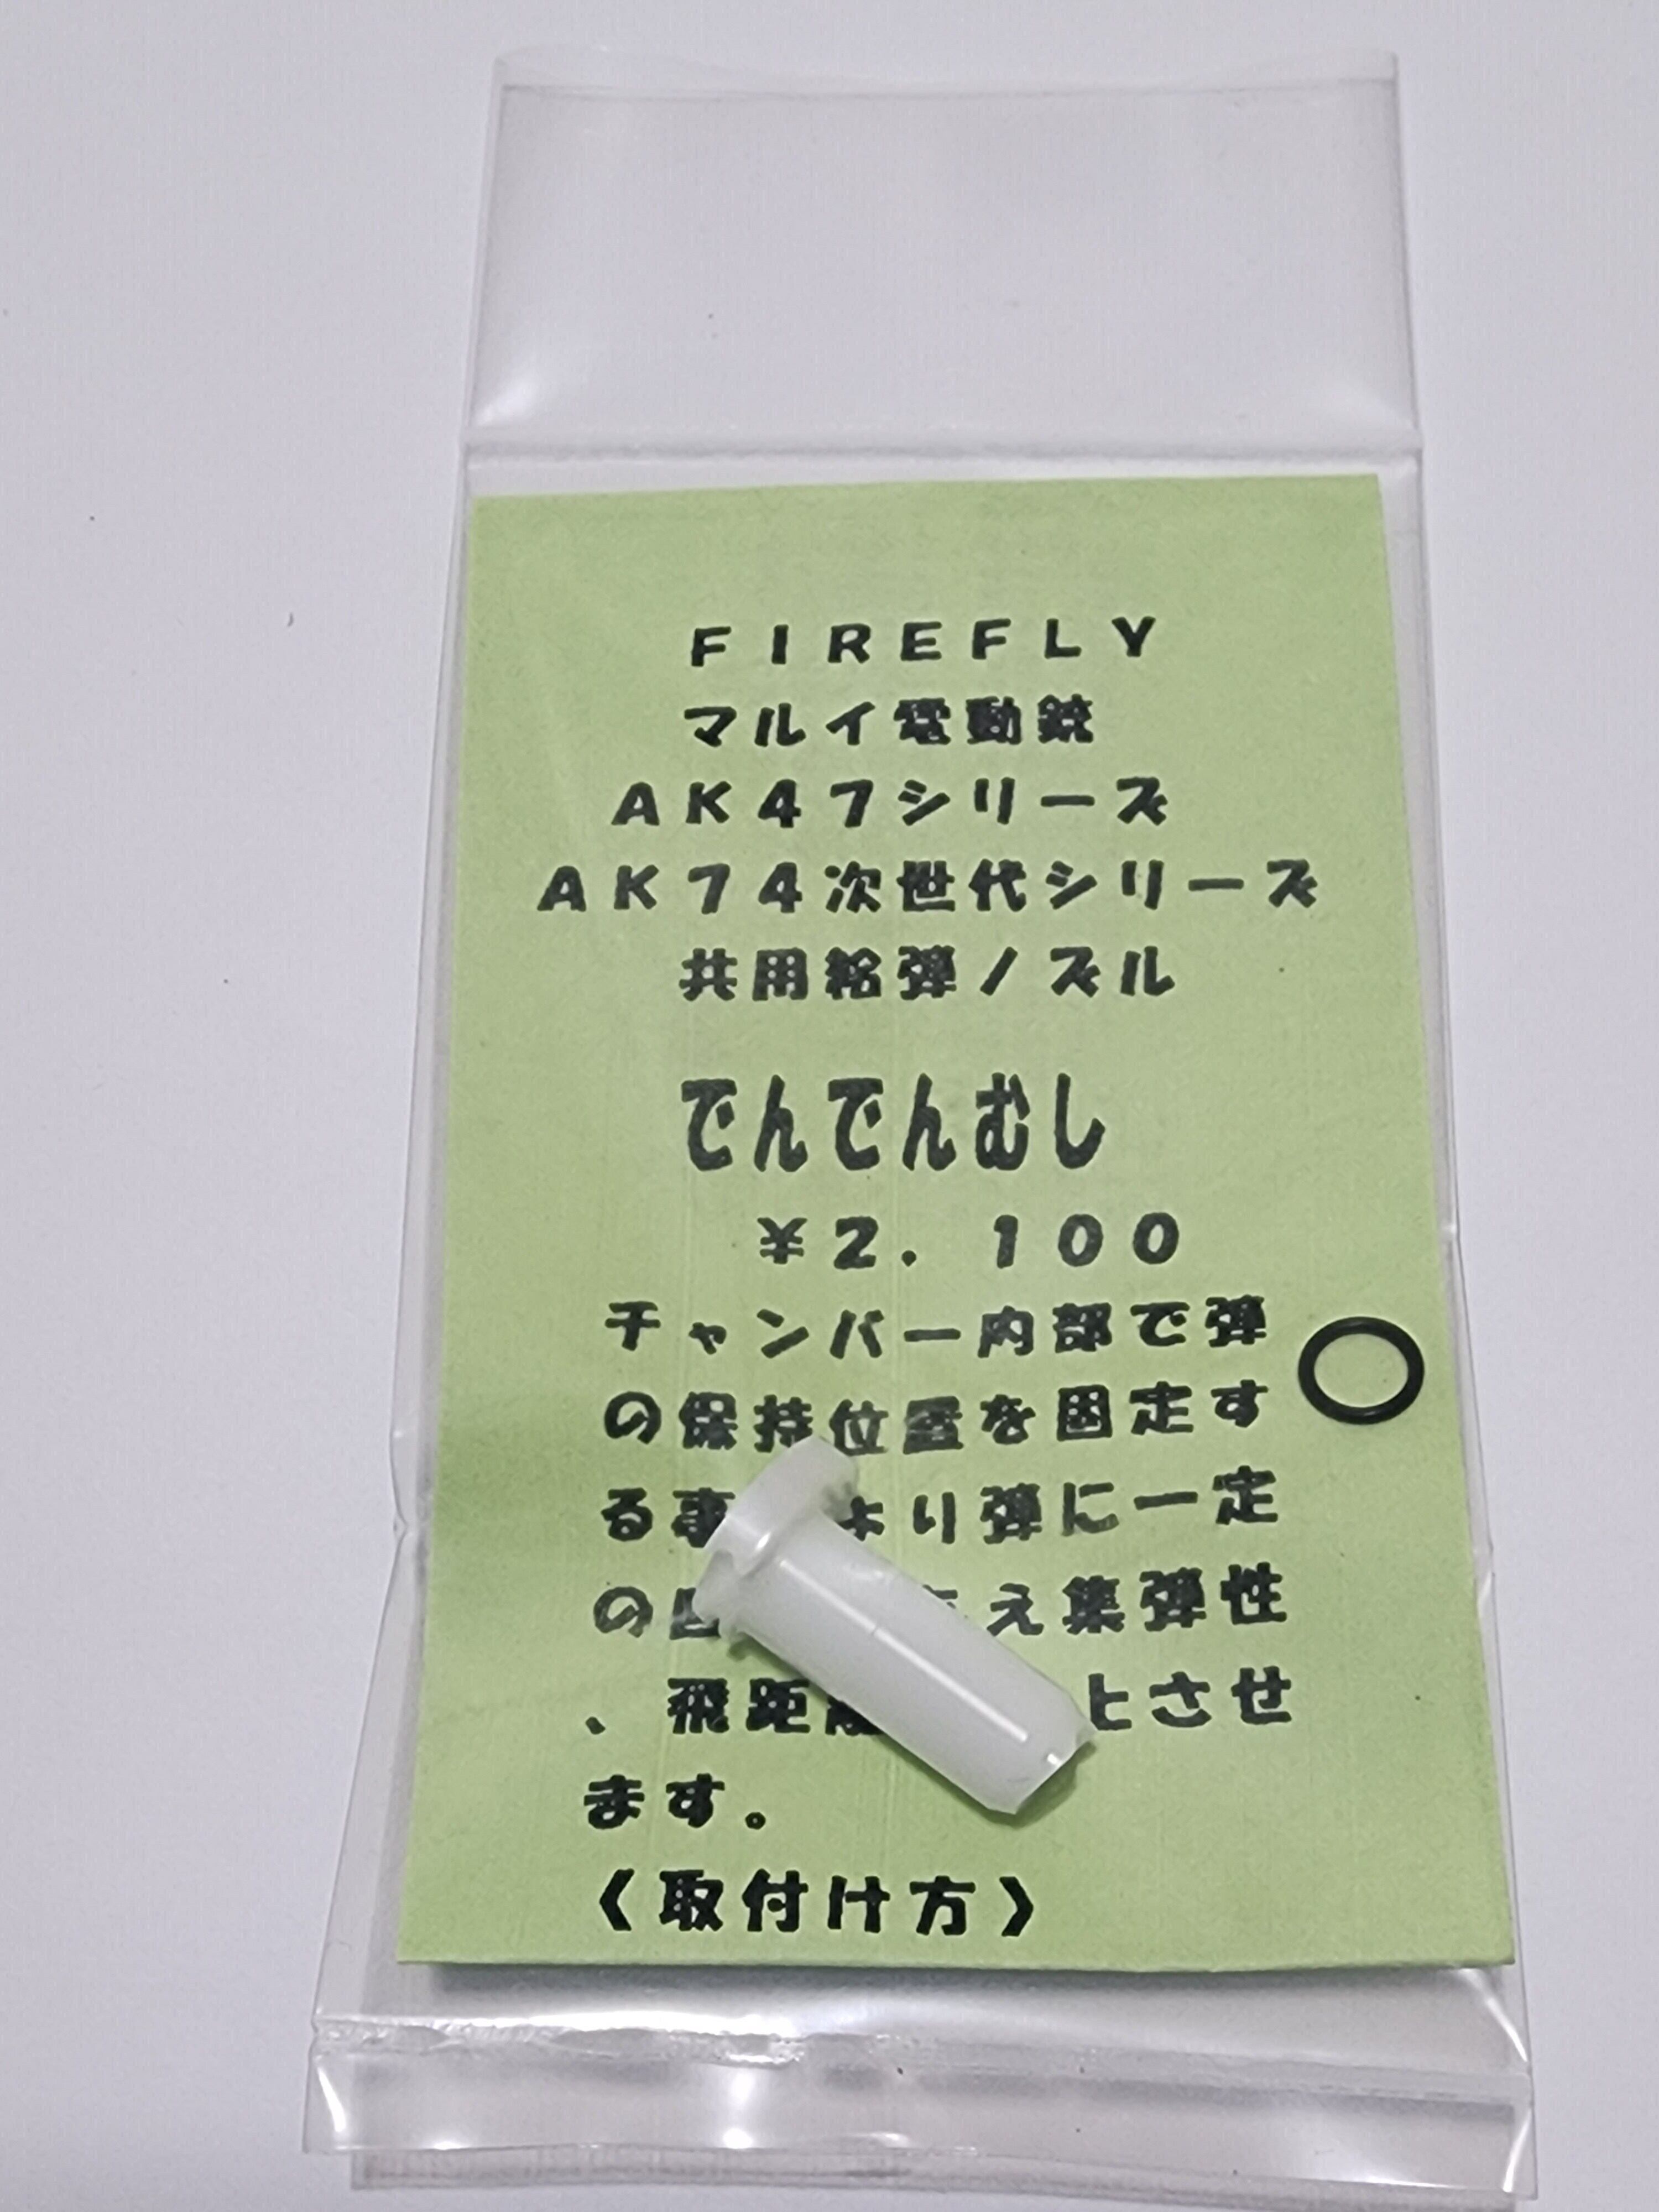 FIREFLY
マルイ電動銃
AK47シリーズ
AK74次世代シリーズ
共用給弾ノズル
でんでんむし
¥2.100
チャンバー内部で弾
の保持位置を固定す
る事 より弾に一定
の え集弾性
、飛距離 上させ
ます。
《取付け方》